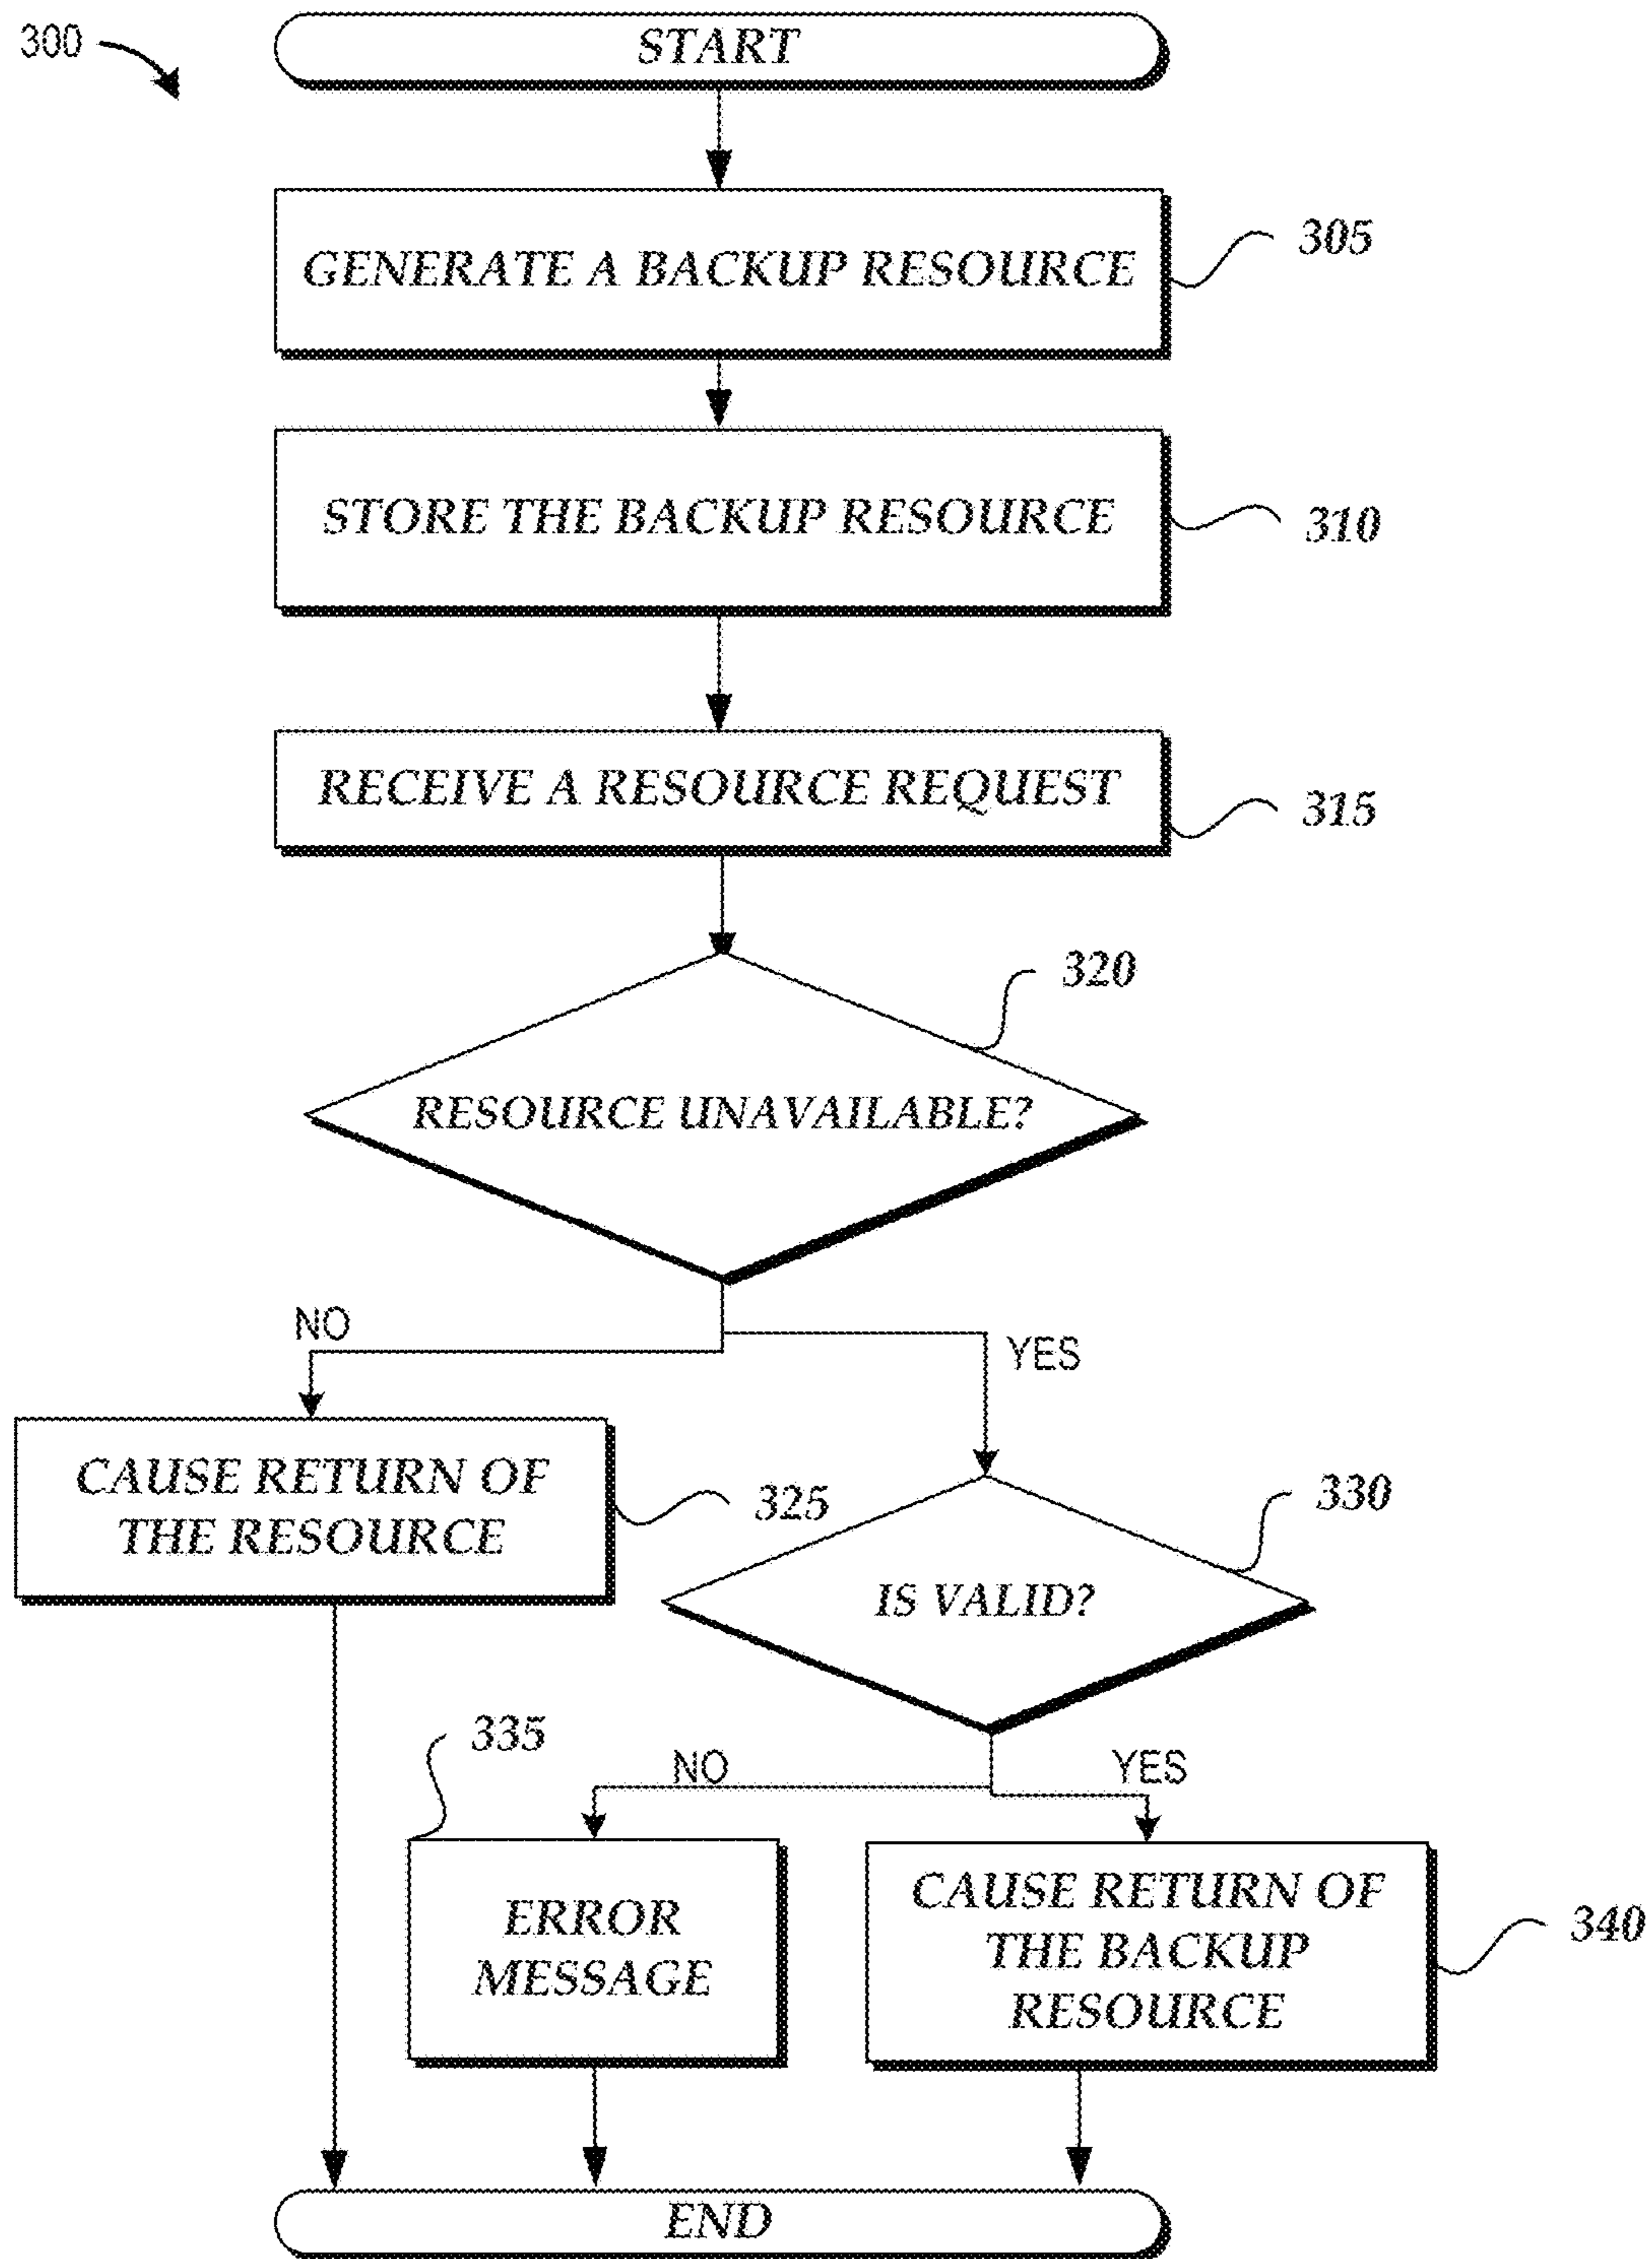 300
START
GENERATE A BACKUP RESOURCE
305
STORE THE BACKUP RESOURCE
310
RECEIVE A RESOURCE REQUEST
315
320
RESOURCE UNAVAILABLE?
NO
YES
CAUSE RETURN OF
THE RESOURCE
325
330
IS VALID?
335
NO
YES
ERROR
MESSAGE
CAUSE RETURN OF
THE BACKUP
RESOURCE
340
END